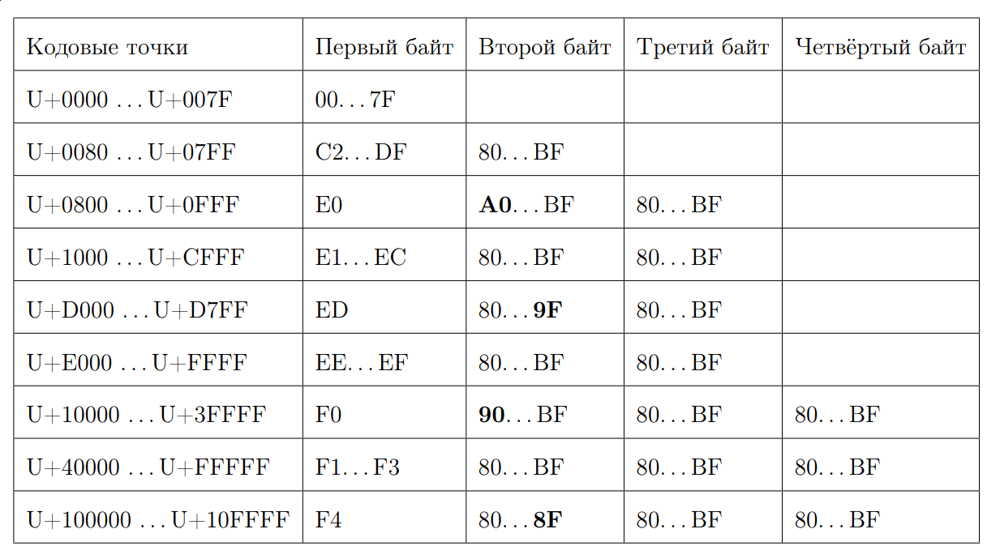 Кодовые точки Первый байт Второй байт Третий байт Четвёртый байт
U+0000 ...U+007F 00...7F
U+0080 ...U+07FF C2...DF 80...BF
U+0800 ...U+0FFF E0 A0...BF 80...BF
U+1000 ...U+CFFF E1...EC 80...BF 80...BF
U+D000 ...U+D7FF ED 80...9F 80...BF
U+E000 ...U+FFFF EE...EF 80...BF 80...BF
U+10000 ...U+3FFFF F0 90...BF 80...BF 80...BF
U+40000 ...U+FFFFF F1...F3 80...BF 80...BF 80...BF
U+100000 ...U+10FFFF F4 80...8F 80...BF 80...BF